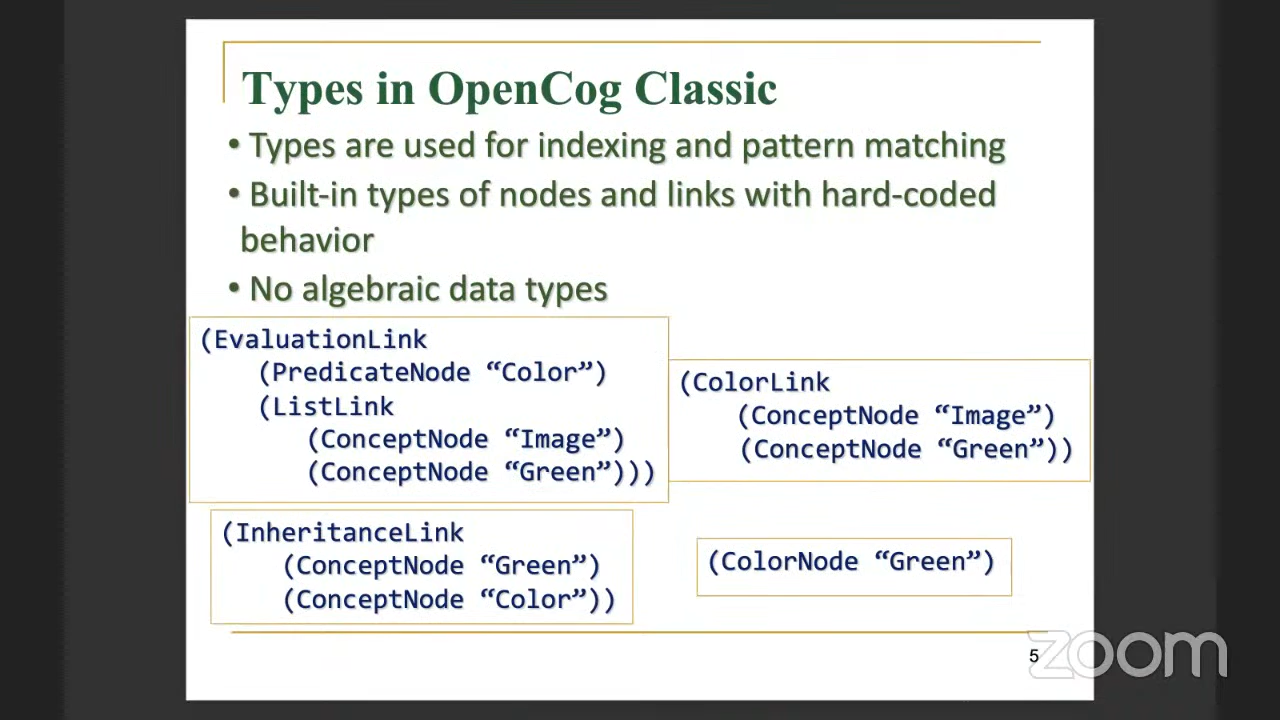 Types in OpenCog Classic
• Types are used for indexing and pattern matching
• Built-in types of nodes and links with hard-coded
behavior
• No algebraic data types
(EvaluationLink
(PredicateNode “Color”)
(ListLink
(ConceptNode “Image”)
(ConceptNode “Green”)))
(ColorLink
(ConceptNode “Image”)
(ConceptNode “Green”))
(InheritanceLink
(ConceptNode “Green”)
(ConceptNode “Color”))
(ColorNode “Green”)
5
zoom